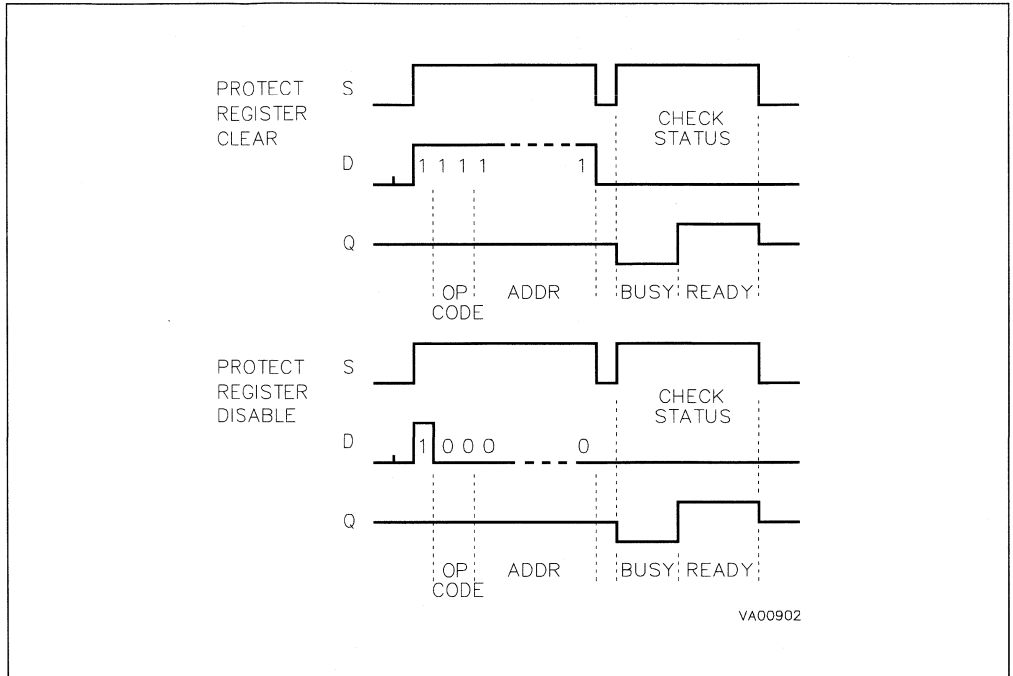 PROTECT
REGISTER
CLEAR
S
CHECK
STATUS
D
1 1 1 1 1
Q
OP
CODE
ADDR
BUSY
READY
PROTECT
REGISTER
DISABLE
S
CHECK
STATUS
D
1 0 0 0 0
Q
OP
CODE
ADDR
BUSY
READY
VA00902